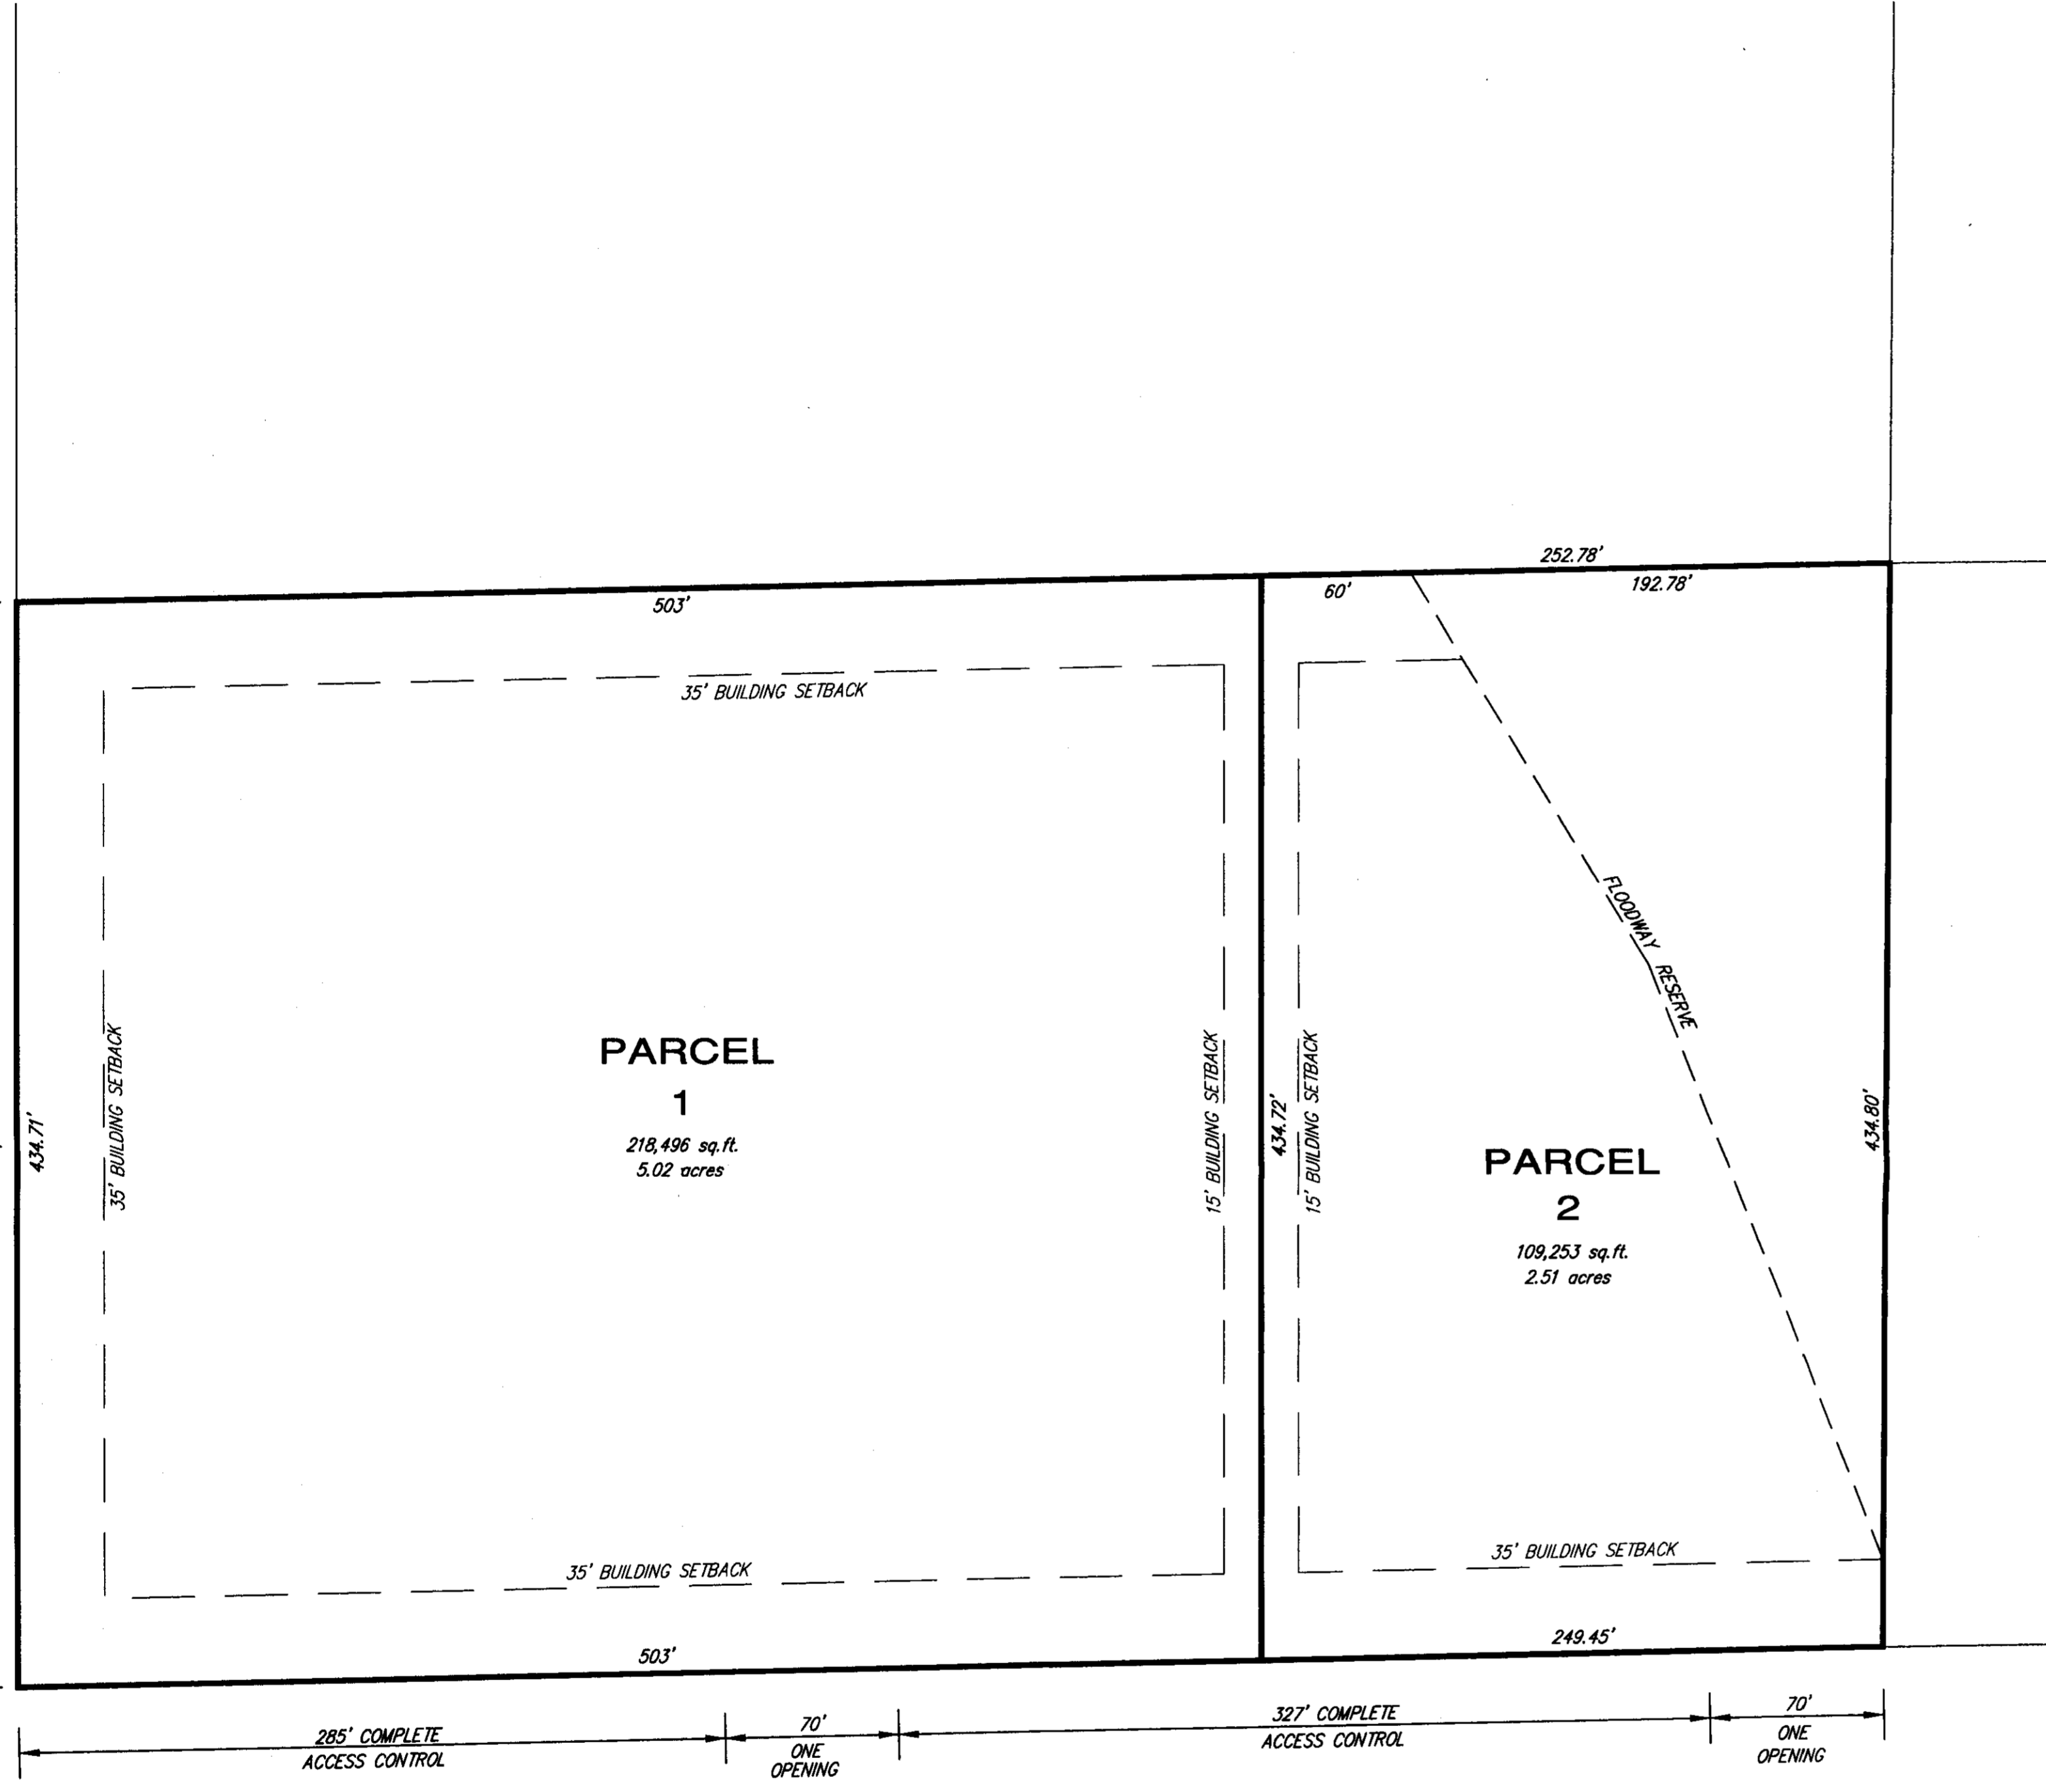 252.78'
503'
60'
192.78'
35' BUILDING SETBACK
FLOODWAY RESERVE
434.71'
35' BUILDING SETBACK
PARCEL
1
218,496 sq.ft.
5.02 acres
15' BUILDING SETBACK
434.72'
15' BUILDING SETBACK
PARCEL
2
109,253 sq.ft.
2.51 acres
434.80'
35' BUILDING SETBACK
35' BUILDING SETBACK
503'
249.45'
285' COMPLETE
ACCESS CONTROL
70'
ONE
OPENING
327' COMPLETE
ACCESS CONTROL
70'
ONE
OPENING